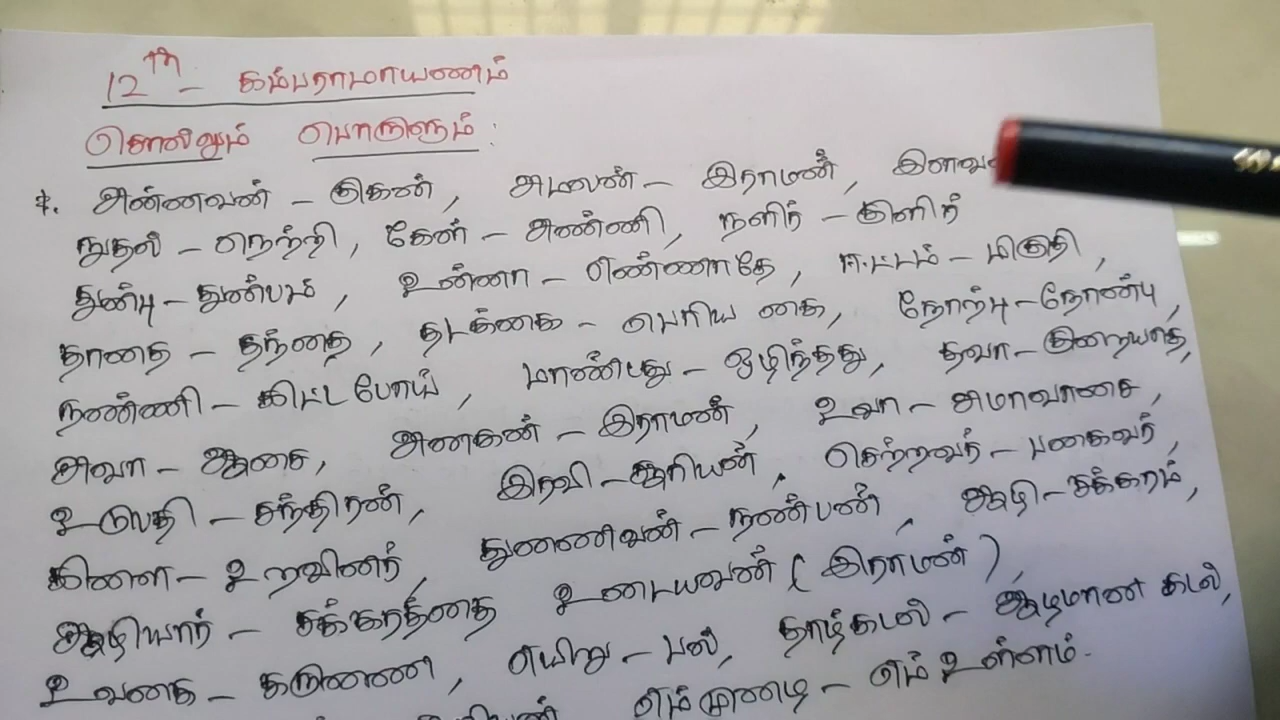 12th - கம்பராமாயணம்
சொல்லும் பொருளும் :
*. அன்னவன் - குகன், அமலன் - இராமன், இளவல்
நுதல் - நெற்றி, கேள் - அண்ணி, நளிர் - குளிர்
துன்பு - துன்பம், உன்னா - எண்ணாதே, ஈட்டம் - மிகுதி,
தாதை - தந்தை, தடக்கை - பெரிய கை, நோற்பு - நோன்பு,
நண்ணி - கிட்டபோய், மாண்டது - ஒழிந்தது, தவா - குறையாத,
அவா - ஆசை, அனகன் - இராமன், உவா - அமாவாசை,
உடுபதி - சந்திரன், இரவி - சூரியன், செற்றவர் - பகைவர்,
கிளை - உறவினர், துணைவன் - நண்பன், ஆழி - சக்கரம்,
ஆழியார் - சக்கரத்தை உடையவன் ( இராமன் ),
உவகை - கருணை, எயிறு - பல், தாழ்கடல் - ஆழமான கடல்,
எம்முனை - எம் உள்ளம்.